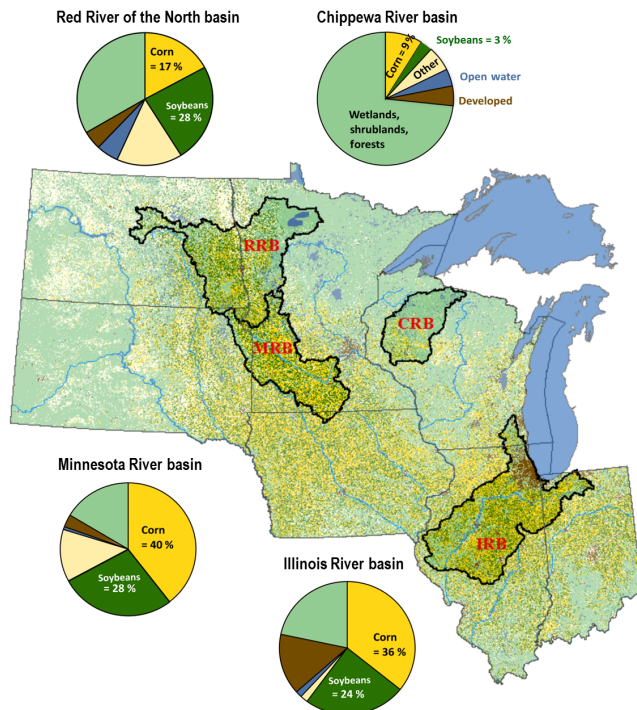 Red River of the North basin
Corn
= 17 %
Soybeans
= 28 %
Chippewa River basin
Corn = 9 %
Soybeans = 3 %
Other
Open water
Developed
Wetlands,
shrublands,
forests
RRB
CRB
MRB
IRB
Minnesota River basin
Corn
= 40 %
Soybeans
= 28 %
Illinois River basin
Corn
= 36 %
Soybeans
= 24 %